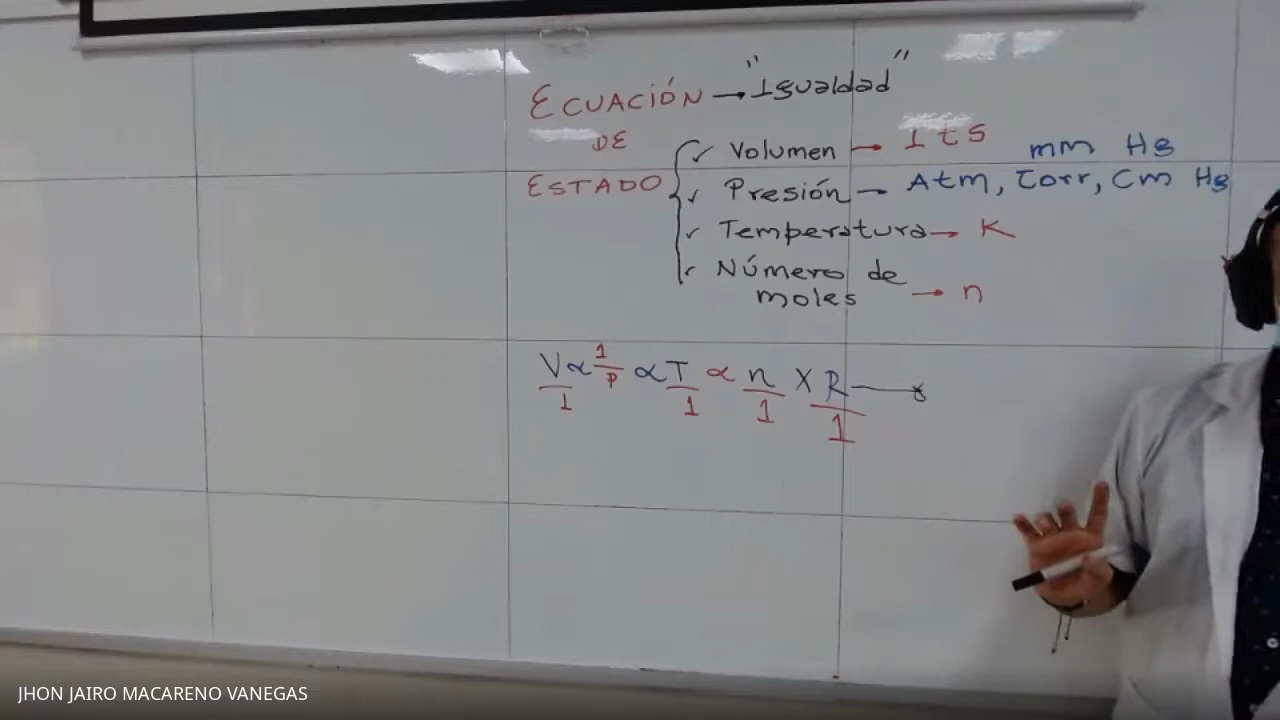 ECUACIÓN → "Igualdad"
DE
ESTADO
✓ Volumen → Lts
mm Hg
✓ Presión → Atm, Torr, Cm Hg
✓ Temperatura → K
✓ Número de
moles → n
V/1 ∝ 1/P ∝ T/1 ∝ n/1 X R/1 →
JHON JAIRO MACARENO VANEGAS